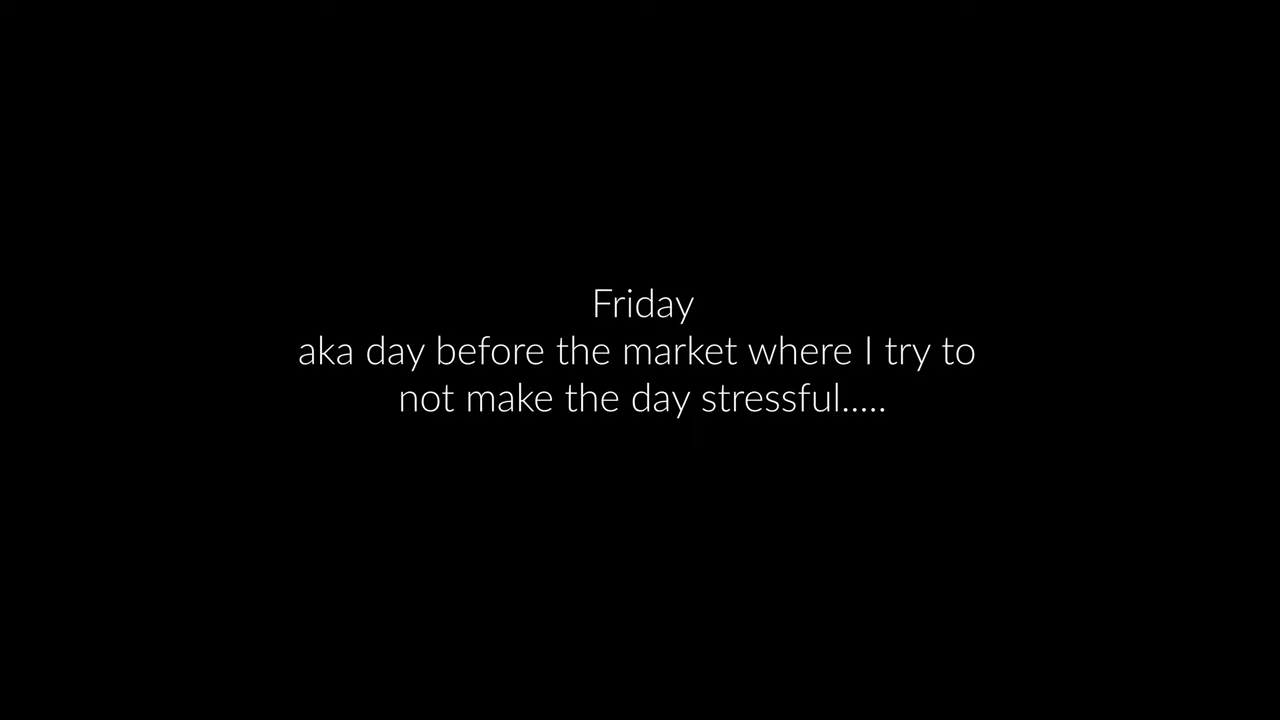 Friday
aka day before the market where I try to
not make the day stressful.....